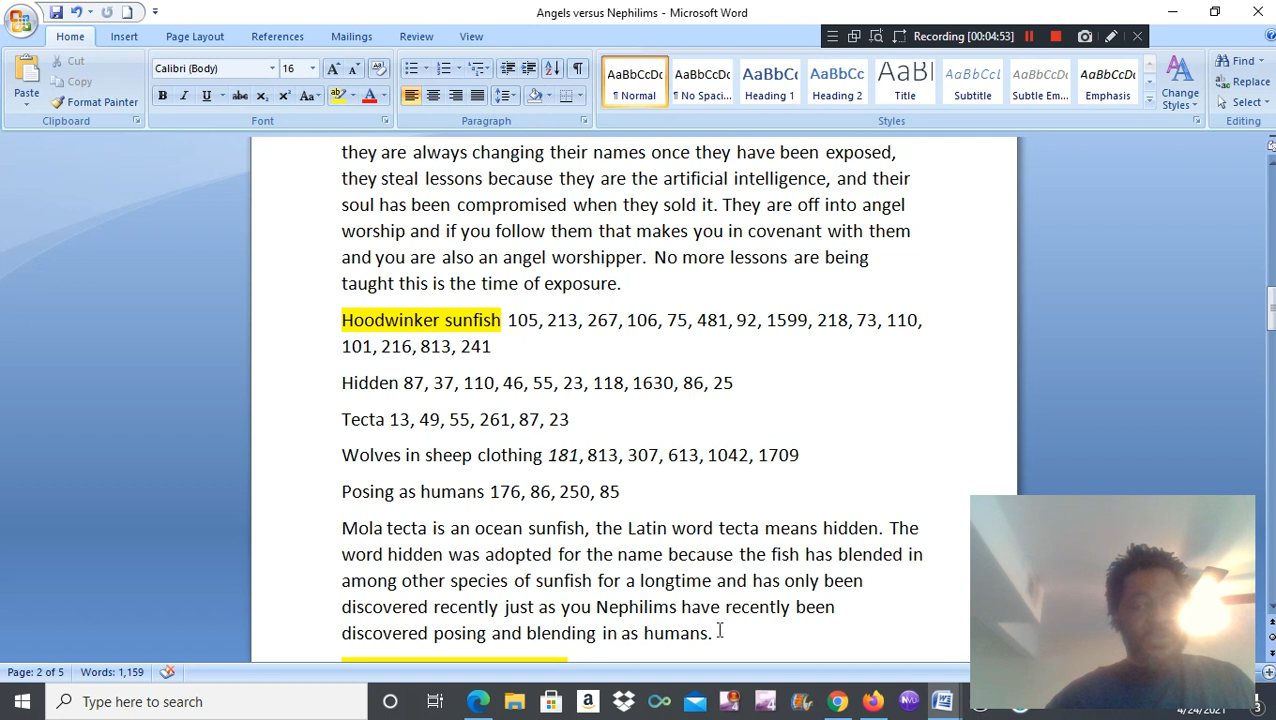 Angels versus Nephilims - Microsoft Word
Home Insert Page Layout References Mailings Review View
Recording [00:04:53]
Paste
Cut
Copy
Format Painter
Clipboard
Calibri (Body) 16
Font
Paragraph
AaBbCcDc AaBbCcDc AaBbCc AaBbCc AaBl AaBbCcL AaBbCcDc AaBbCcDc
¶ Normal ¶ No Spaci... Heading 1 Heading 2 Title Subtitle Subtle Em... Emphasis
Change Styles
Styles
Find
Replace
Select
Editing
they are always changing their names once they have been exposed,
they steal lessons because they are the artificial intelligence, and their
soul has been compromised when they sold it. They are off into angel
worship and if you follow them that makes you in covenant with them
and you are also an angel worshipper. No more lessons are being
taught this is the time of exposure.
Hoodwinker sunfish 105, 213, 267, 106, 75, 481, 92, 1599, 218, 73, 110,
101, 216, 813, 241
Hidden 87, 37, 110, 46, 55, 23, 118, 1630, 86, 25
Tecta 13, 49, 55, 261, 87, 23
Wolves in sheep clothing 181, 813, 307, 613, 1042, 1709
Posing as humans 176, 86, 250, 85
Mola tecta is an ocean sunfish, the Latin word tecta means hidden. The
word hidden was adopted for the name because the fish has blended in
among other species of sunfish for a longtime and has only been
discovered recently just as you Nephilims have recently been
discovered posing and blending in as humans.
Page: 2 of 5 Words: 1,159
Type here to search
4/24/2021